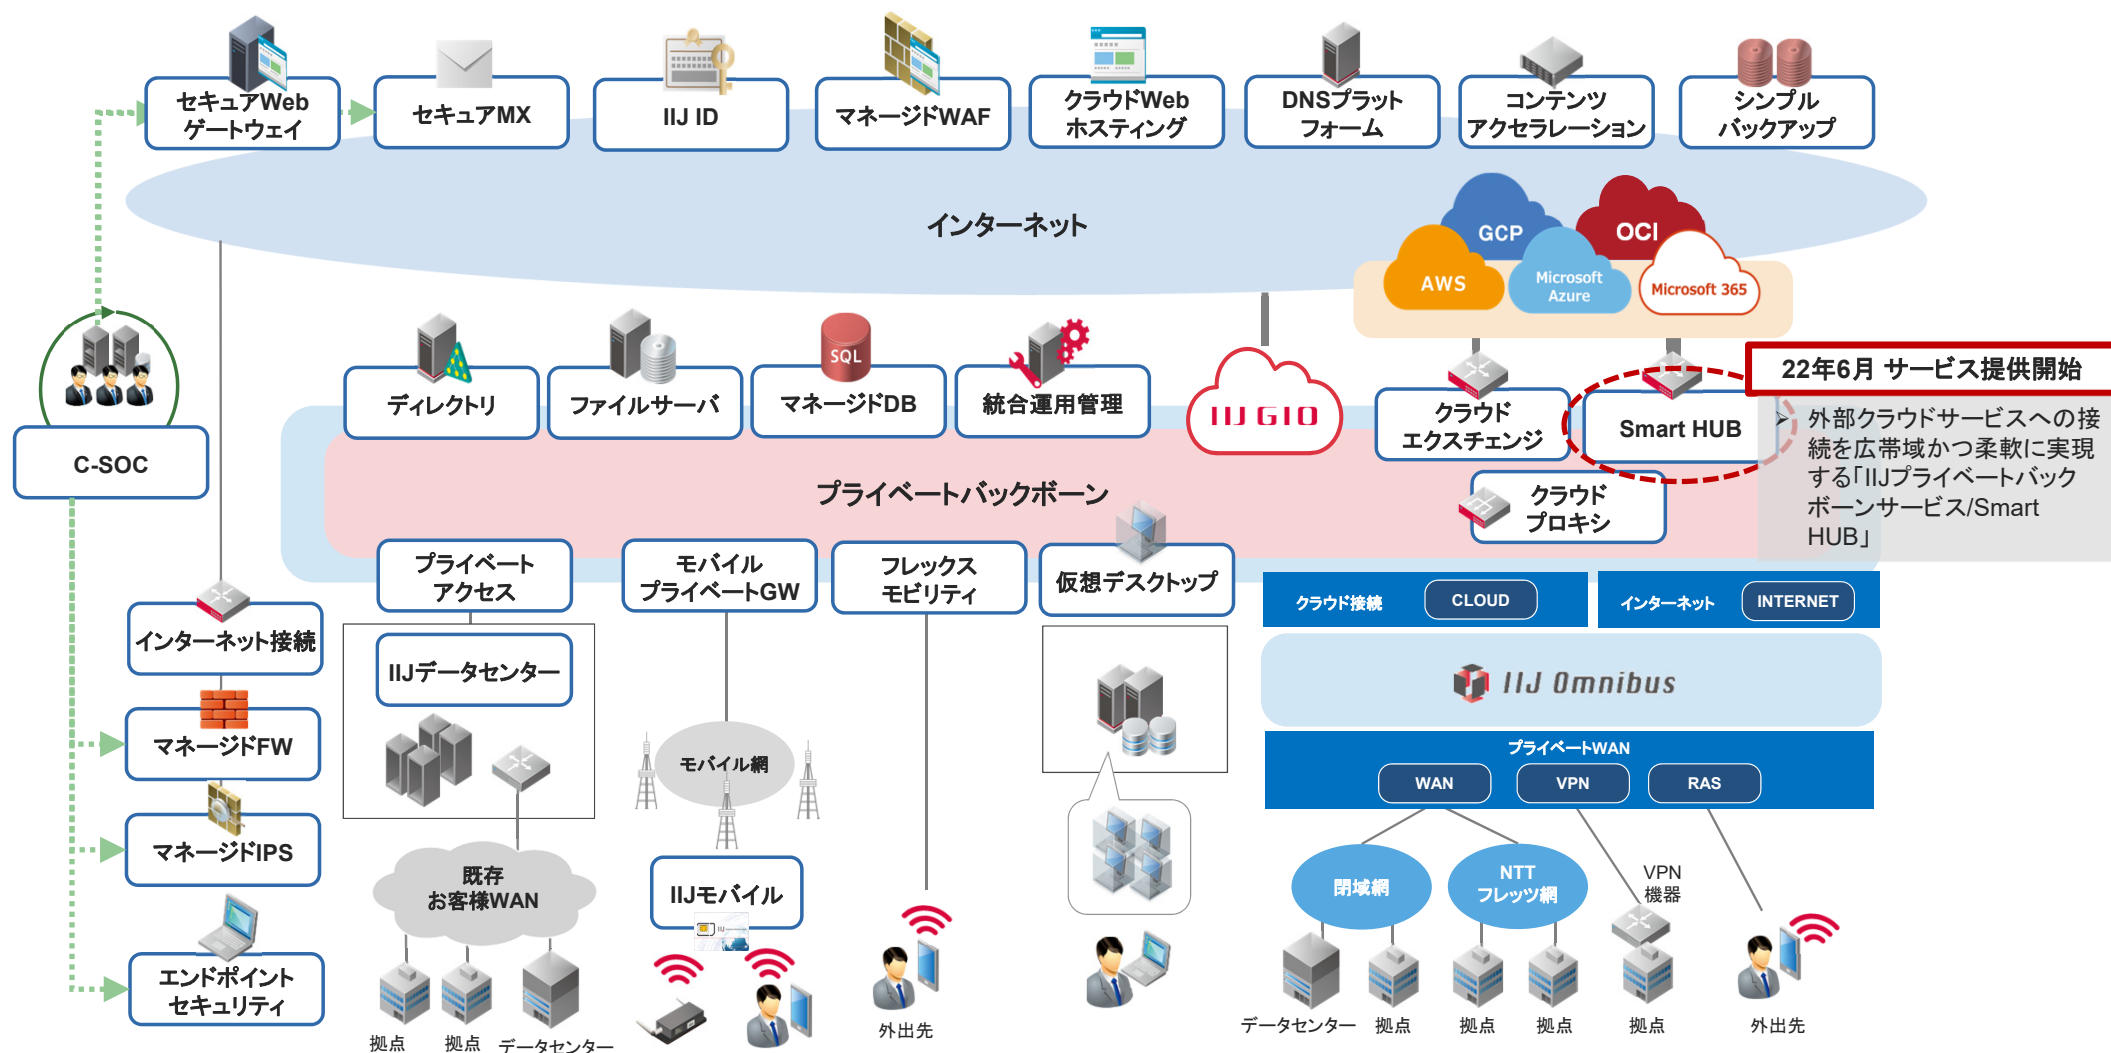 セキュアWeb
ゲートウェイ
セキュアMX
IIJ ID
マネージドWAF
クラウドWeb
ホスティング
DNSプラット
フォーム
コンテンツ
アクセラレーション
シンプル
バックアップ
インターネット
GCP
OCI
AWS
Microsoft
Azure
Microsoft 365
SQL
ディレクトリ
ファイルサーバ
マネージドDB
統合運用管理
IIJ GIO
クラウド
エクスチェンジ
Smart HUB
22年6月 サービス提供開始
➢ 外部クラウドサービスへの接
続を広帯域かつ柔軟に実現
する「IIJプライベートバック
ボーンサービス/Smart
HUB」
C-SOC
プライベートバックボーン
クラウド
プロキシ
プライベート
アクセス
モバイル
プライベートGW
フレックス
モビリティ
仮想デスクトップ
クラウド接続
CLOUD
インターネット
INTERNET
インターネット接続
IIJデータセンター
IIJ Omnibus
マネージドFW
モバイル網
プライベートWAN
WAN
VPN
RAS
マネージドIPS
既存
お客様WAN
IIJモバイル
IIJ
閉域網
NTT
フレッツ網
VPN
機器
エンドポイント
セキュリティ
拠点
拠点
データセンター
外出先
データセンター
拠点
拠点
拠点
拠点
外出先